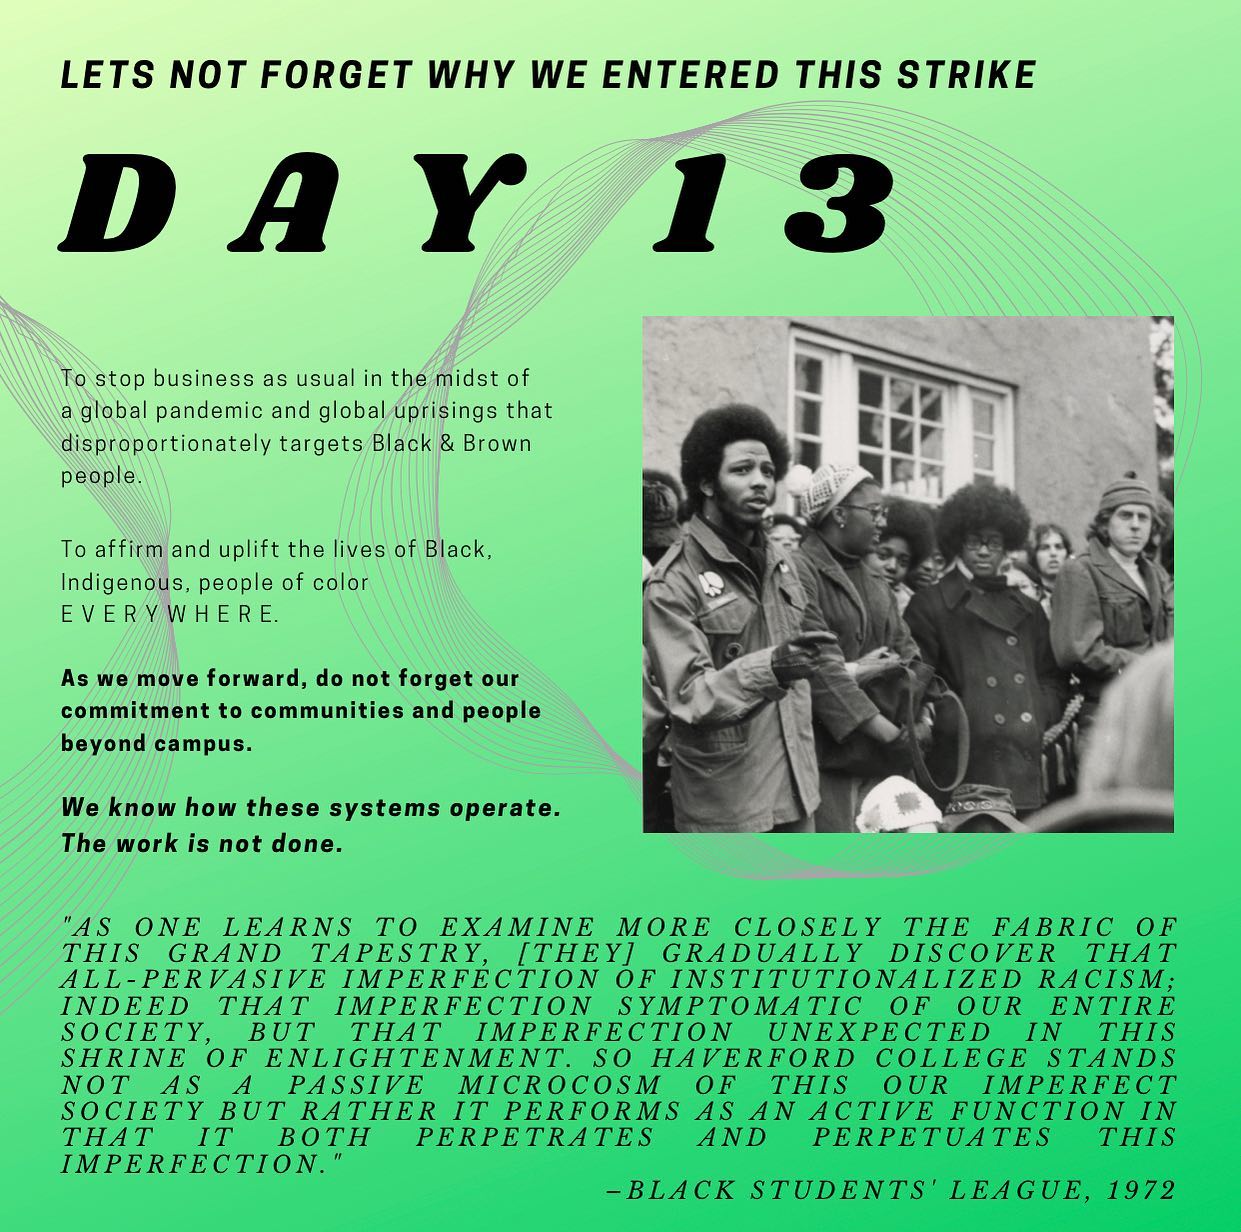 LETS NOT FORGET WHY WE ENTERED THIS STRIKE
DAY 13
To stop business as usual in the midst of
a global pandemic and global uprisings that
disproportionately targets Black & Brown
people.
To affirm and uplift the lives of Black,
Indigenous, people of color
EVERYWHERE.
As we move forward, do not forget our
commitment to communities and people
beyond campus.
We know how these systems operate.
The work is not done.
"AS ONE LEARNS TO EXAMINE MORE CLOSELY THE FABRIC OF
THIS GRAND TAPESTRY, [THEY] GRADUALLY DISCOVER THAT
ALL-PERVASIVE IMPERFECTION OF INSTITUTIONALIZED RACISM;
INDEED THAT IMPERFECTION SYMPTOMATIC OF OUR ENTIRE
SOCIETY, BUT THAT IMPERFECTION UNEXPECTED IN THIS
SHRINE OF ENLIGHTENMENT. SO HAVERFORD COLLEGE STANDS
NOT AS A PASSIVE MICROCOSM OF THIS OUR IMPERFECT
SOCIETY BUT RATHER IT PERFORMS AS AN ACTIVE FUNCTION IN
THAT IT BOTH PERPETRATES AND PERPETUATES THIS
IMPERFECTION."
–BLACK STUDENTS' LEAGUE, 1972